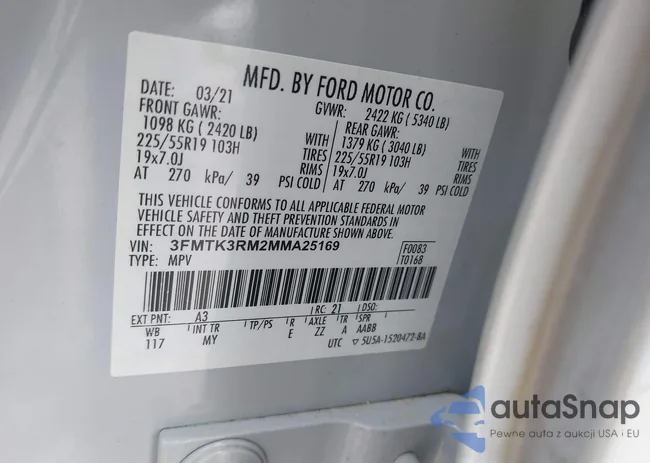 MFD. BY FORD MOTOR CO.
DATE: 03/21 GVWR: 2422 KG ( 5340 LB)
FRONT GAWR: REAR GAWR:
1098 KG ( 2420 LB) WITH 1379 KG ( 3040 LB) WITH
225/55R19 103H TIRES 225/55R19 103H TIRES
19x7.0J RIMS 19x7.0J RIMS
AT 270 kPa/ 39 PSI COLD AT 270 kPa/ 39 PSI COLD
THIS VEHICLE CONFORMS TO ALL APPLICABLE FEDERAL MOTOR
VEHICLE SAFETY AND THEFT PREVENTION STANDARDS IN
EFFECT ON THE DATE OF MANUFACTURE SHOWN ABOVE.
VIN: 3FMTK3RM2MMA25169 F0083
TYPE: MPV T0168
EXT PNT: A3 RC: 21 DSO:
WB INT TR TP/PS R AXLE TR SPR
117 MY E ZZ A AABB
UTC ▽ 5U5A-1520472-BA
autaSnap
Pewne auta z aukcji USA i EU